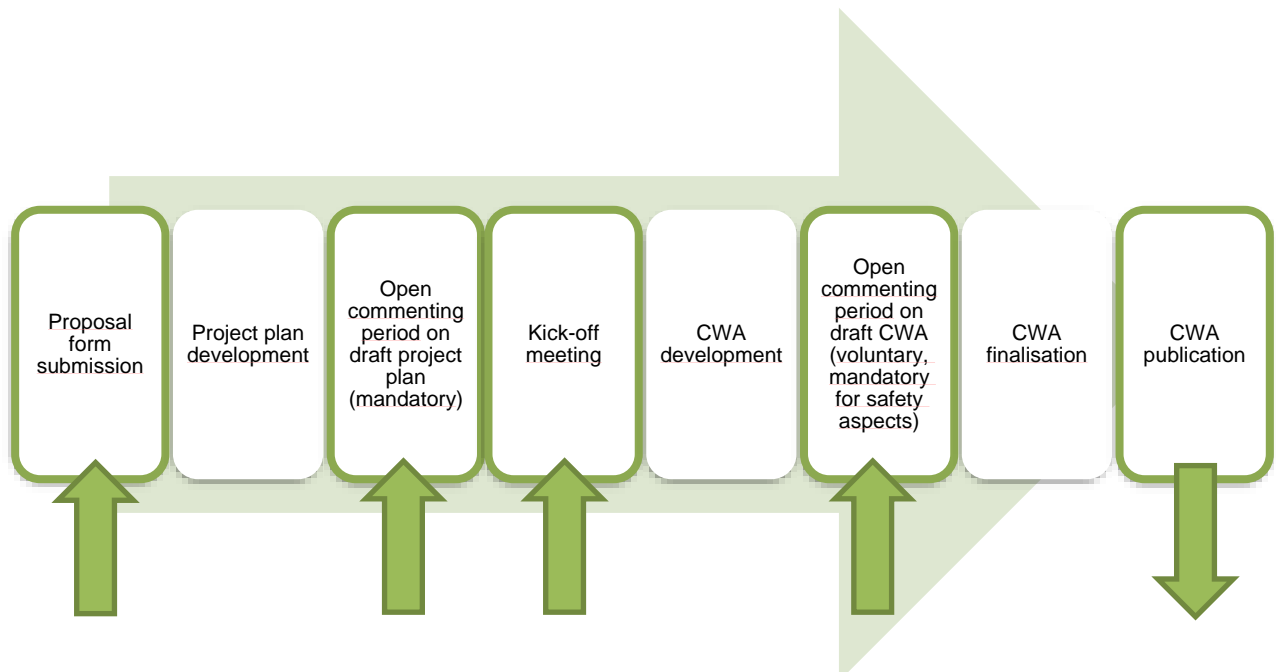 Proposal
form
submission
Project plan
development
Open
commenting
period on
draft project
plan
(mandatory)
Kick-off
meeting
CWA
development
Open
commenting
period on
draft CWA
(voluntary,
mandatory
for safety
aspects)
CWA
finalisation
CWA
publication